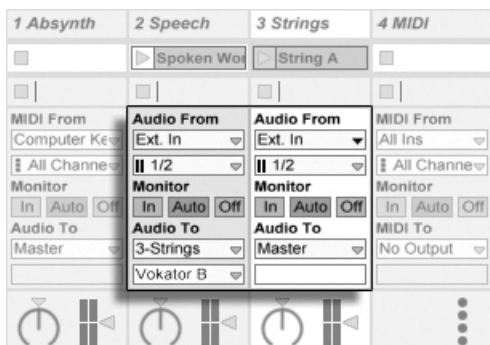 1 Absynth 2 Speech 3 Strings 4 MIDI
Spoken Wor String A
MIDI From Audio From Audio From MIDI From
Computer Ke Ext. In Ext. In All Ins
All Channe 1/2 1/2 All Channe
Monitor Monitor Monitor Monitor
In Auto Off In Auto Off In Auto Off In Auto Off
Audio To Audio To Audio To MIDI To
Master 3-Strings Master No Output
Vokator B